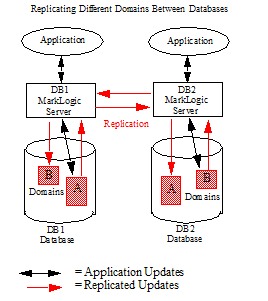 Replicating Different Domains Between Databases
Application
Application
DB1
MarkLogic
Server
DB2
MarkLogic
Server
Replication
B
A
Domains
A
B
Domains
DB1
Database
DB2
Database
= Application Updates
= Replicated Updates